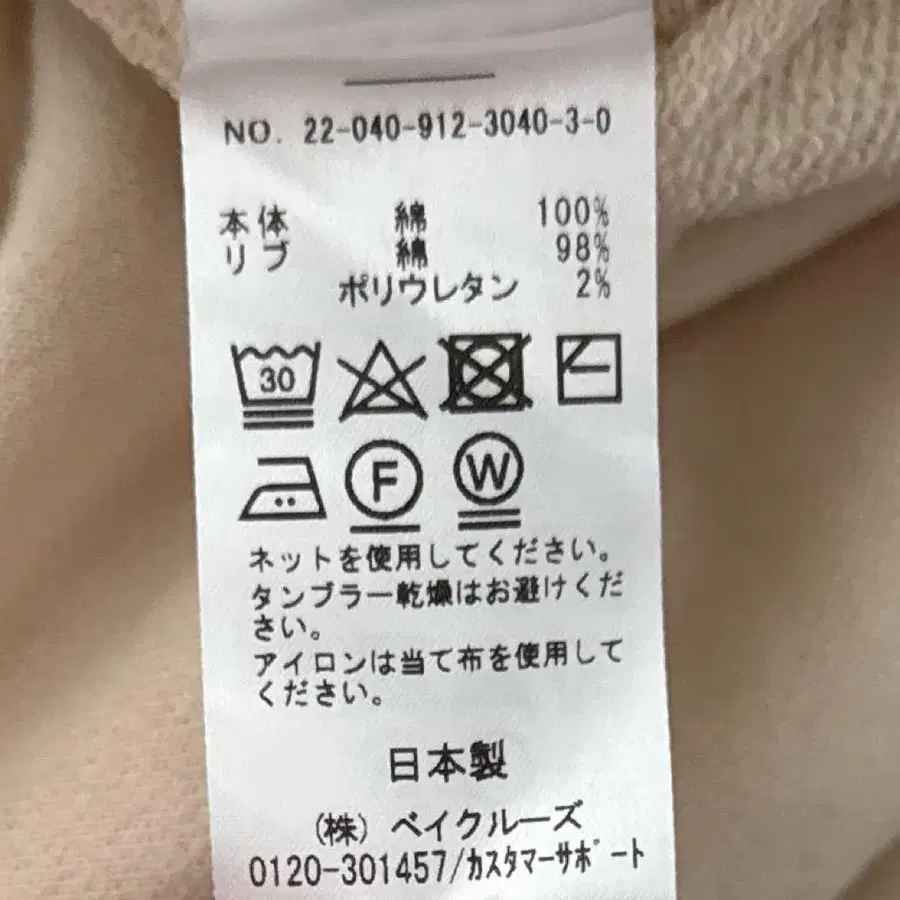 NO. 22-040-912-3040-3-0
本体 綿 100%
リブ 綿 98%
ポリウレタン 2%
30
F W
ネットを使用してください。
タンブラー乾燥はお避けくだ
さい。
アイロンは当て布を使用して
ください。
日本製
(株) ベイクルーズ
0120-301457/カスタマーサポート